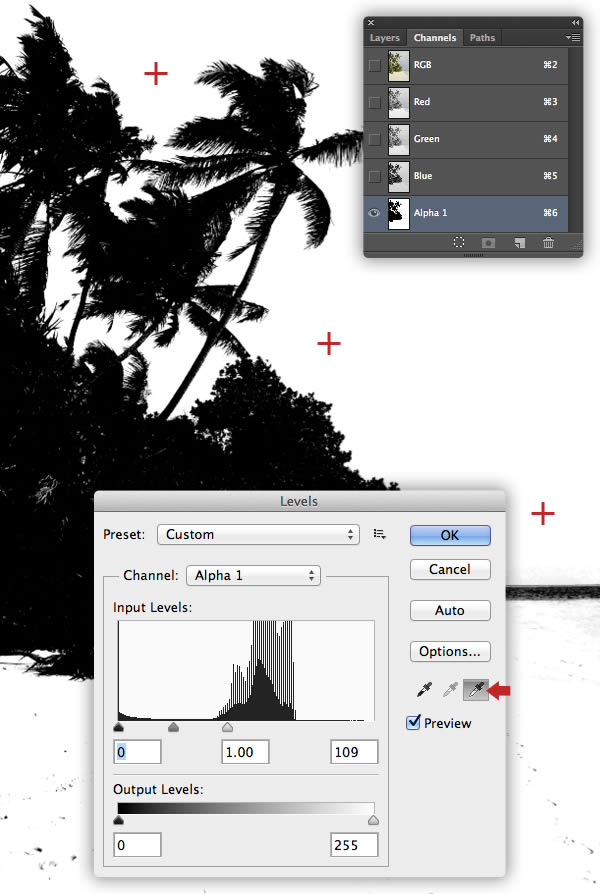 Layers Channels Paths
RGB ⌘2
Red ⌘3
Green ⌘4
Blue ⌘5
Alpha 1 ⌘6
Levels
Preset: Custom
OK
Cancel
Channel: Alpha 1
Auto
Input Levels:
Options...
Preview
0 1.00 109
Output Levels:
0 255